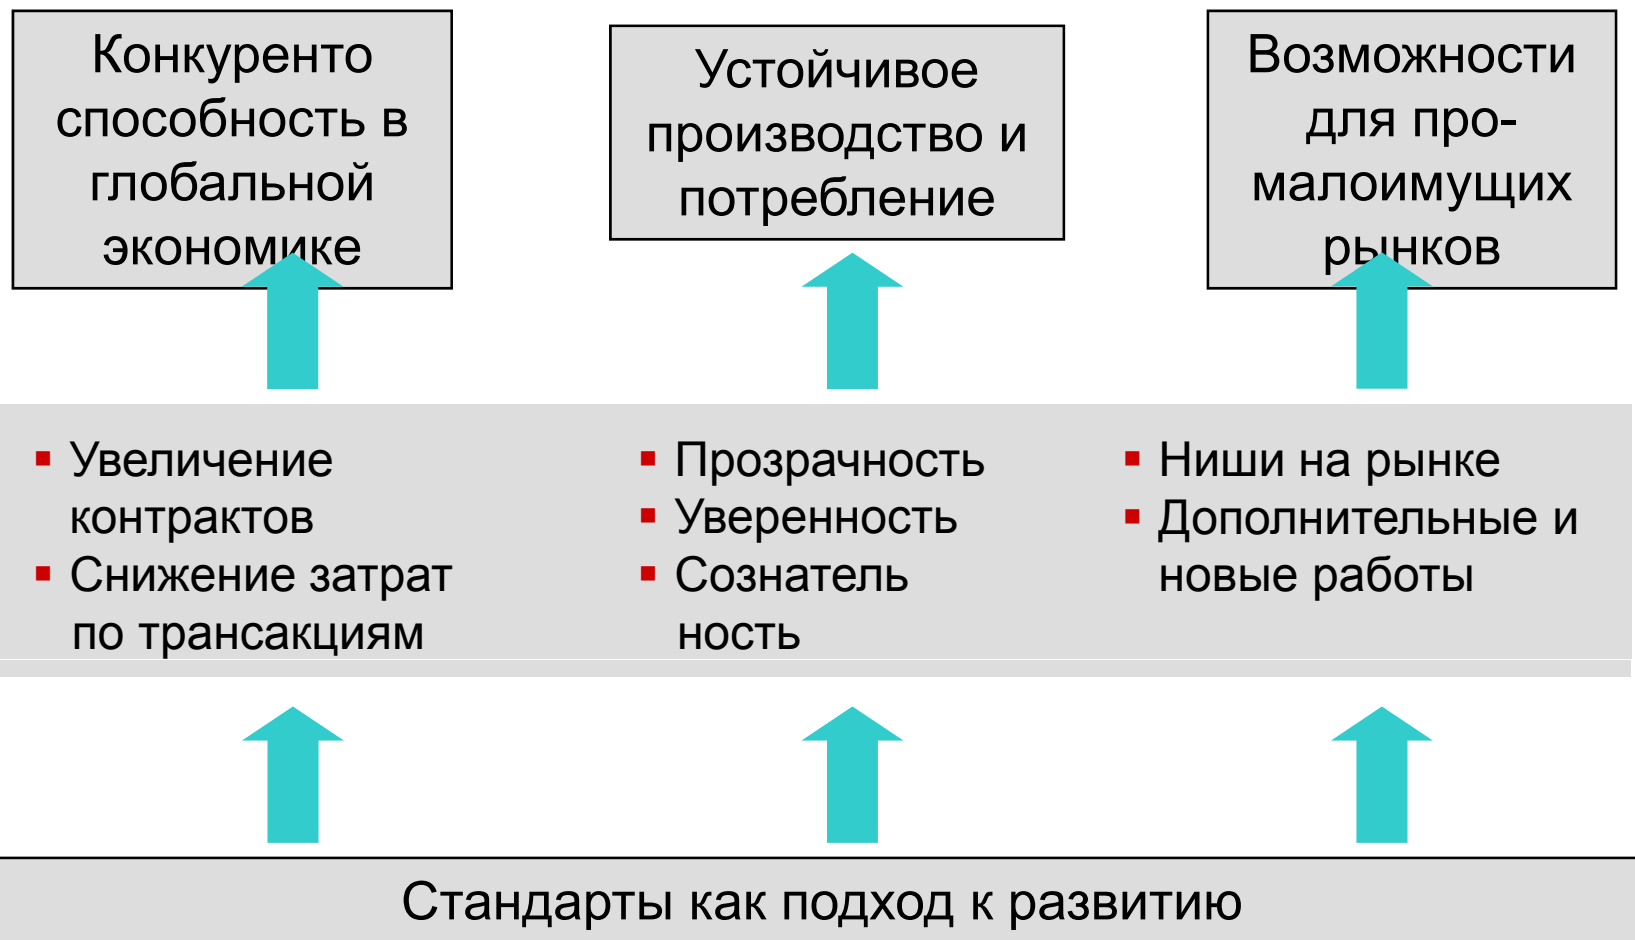 Конкуренто
способность в
глобальной
экономике
Устойчивое
производство и
потребление
Возможности
для про-
малоимущих
рынков
Увеличение
контрактов
Снижение затрат
по трансакциям
Прозрачность
Уверенность
Сознатель
ность
Ниши на рынке
Дополнительные и
новые работы
Стандарты как подход к развитию